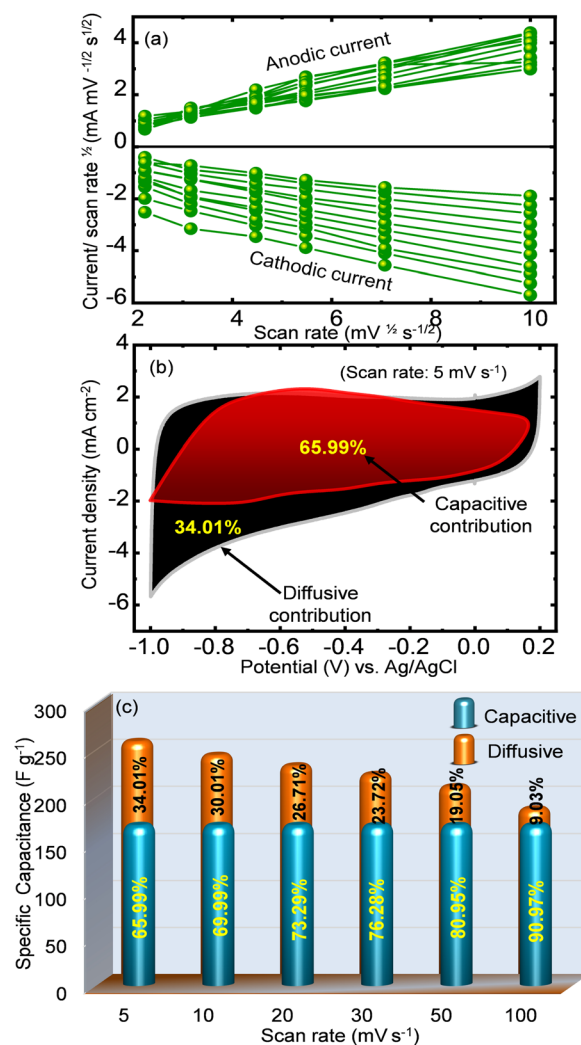 (a)
Anodic current
Cathodic current
Current/ scan rate ½ (mA mV -1/2 s1/2)
4
2
0
-2
-4
-6
2 4 6 8 10
Scan rate (mV ½ s-1/2)
(b)
(Scan rate: 5 mV s-1)
65.99%
34.01%
Capacitive
contribution
Diffusive
contribution
Current density (mA cm-2)
4
2
0
-2
-4
-6
-1.0 -0.8 -0.6 -0.4 -0.2 0.0 0.2
Potential (V) vs. Ag/AgCl
(c)
Capacitive
Diffusive
Specific Capacitance (F g-1)
300
250
200
150
100
50
0
34.01% 30.01% 26.71% 23.72% 19.05% 9.03%
65.99% 69.99% 73.29% 76.28% 80.95% 90.97%
5 10 20 30 50 100
Scan rate (mV s-1)